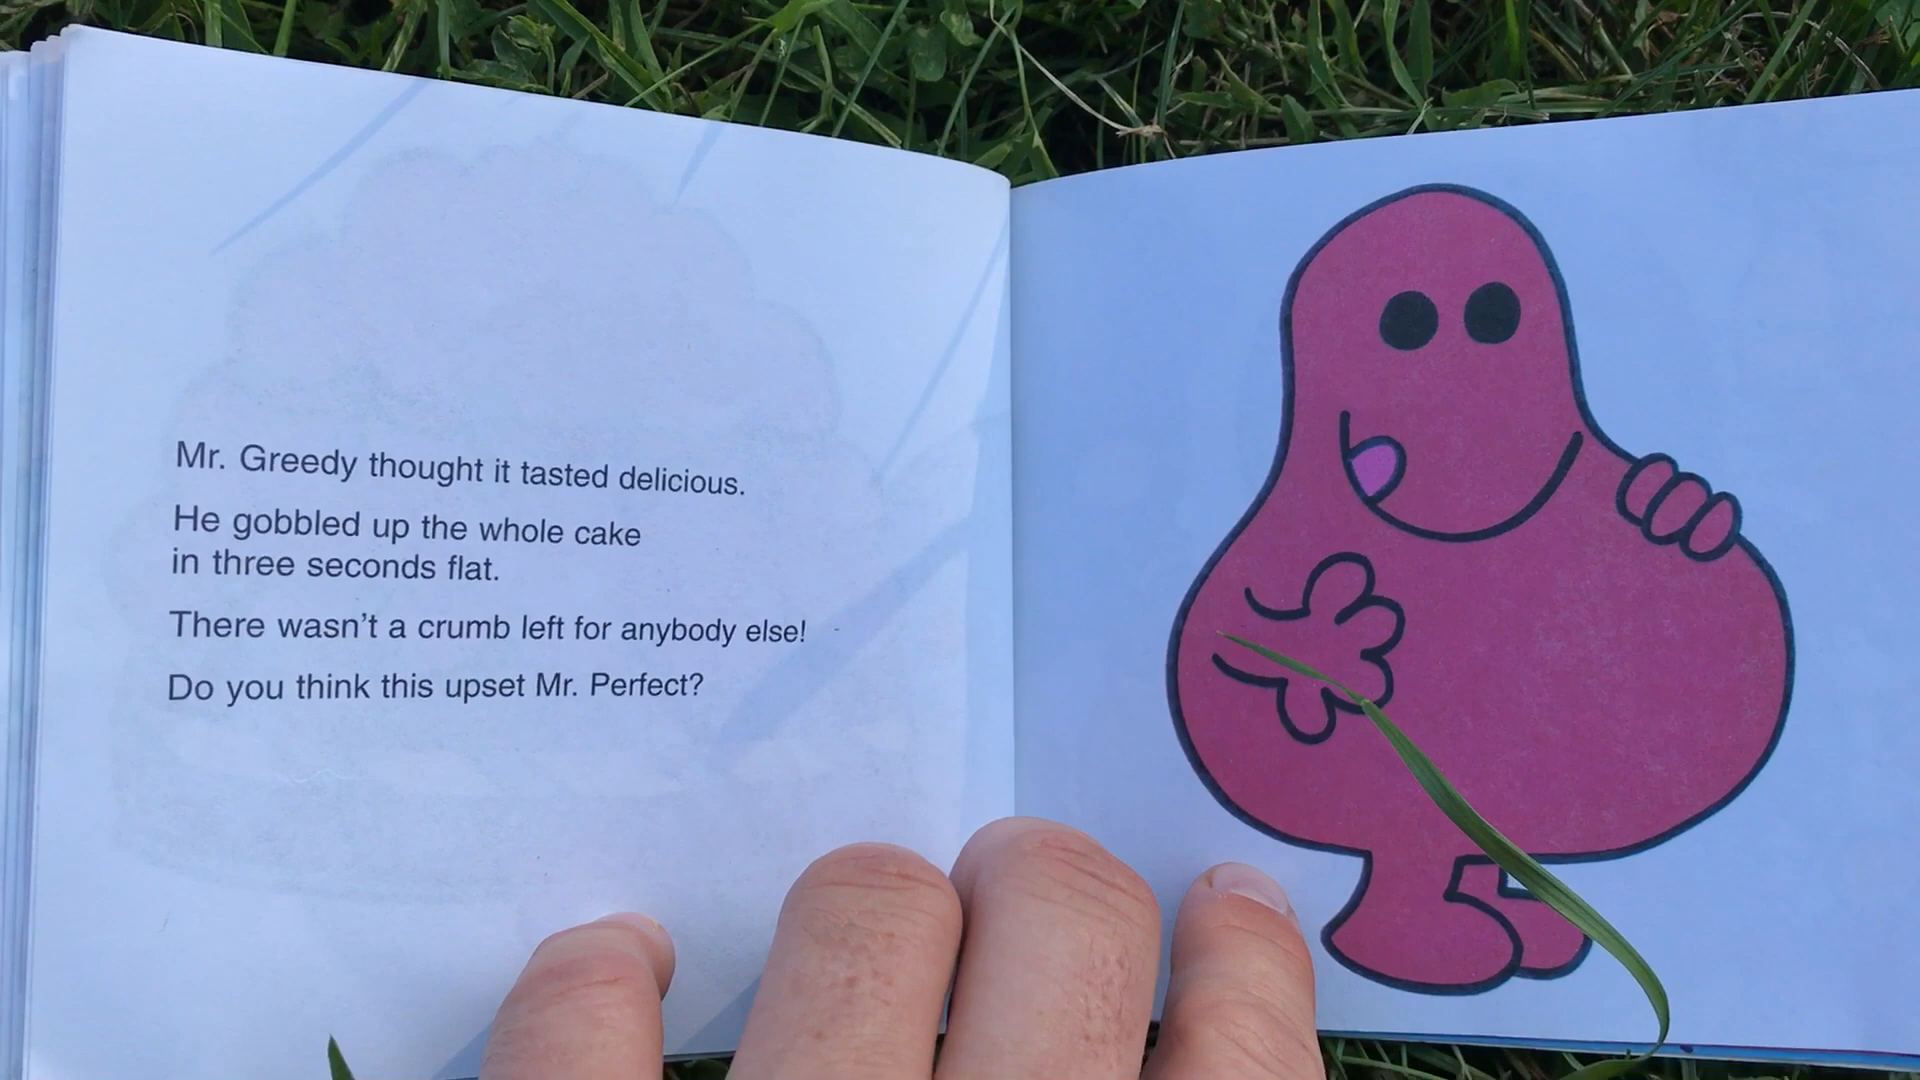 Mr. Greedy thought it tasted delicious.
He gobbled up the whole cake
in three seconds flat.
There wasn't a crumb left for anybody else!
Do you think this upset Mr. Perfect?